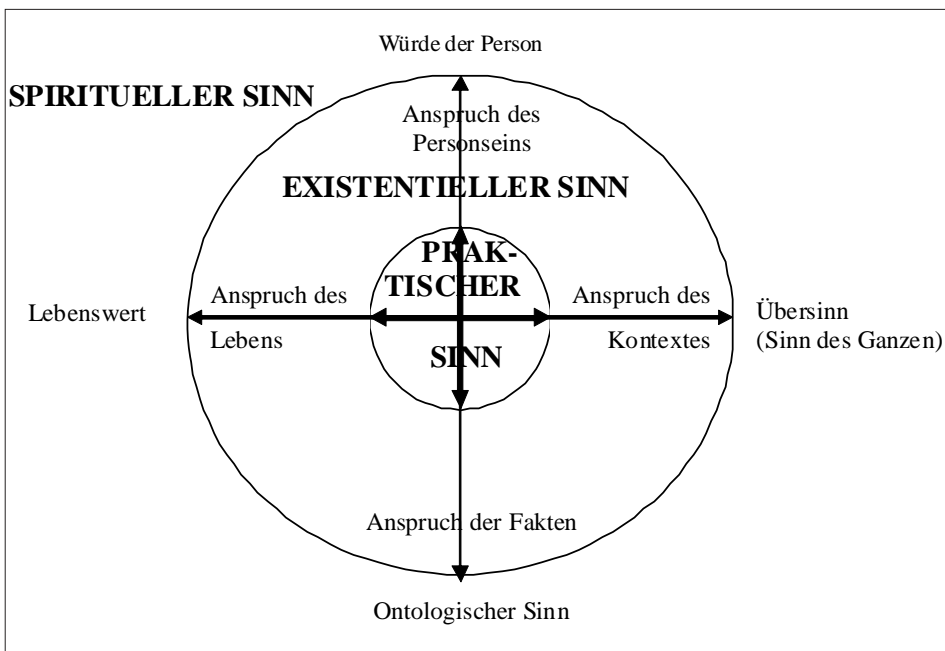 Würde der Person
SPIRITUELLER SINN
Anspruch des
Personseins
EXISTENTIELLER SINN
PRAK-
TISCHER
SINN
Anspruch des
Lebens
Lebenswert
Anspruch des
Kontextes
Übersinn
(Sinn des Ganzen)
Anspruch der Fakten
Ontologischer Sinn